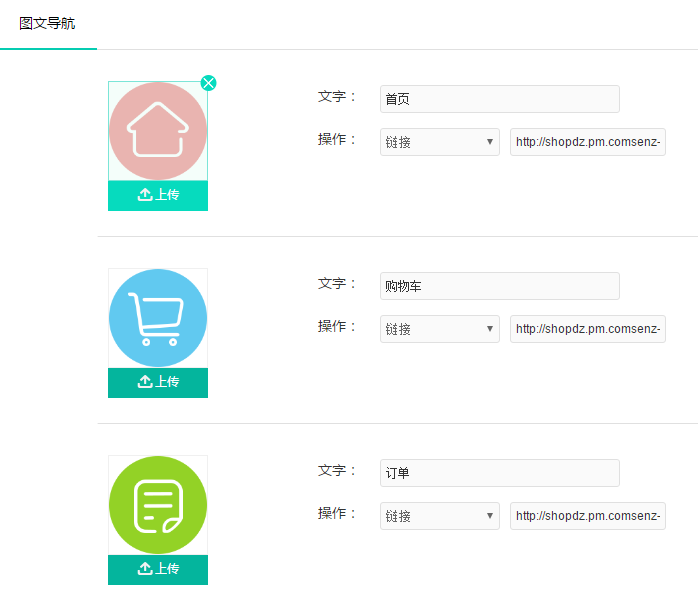 图文导航
文字：
首页
操作：
链接
http://shopdz.pm.comsenz-
上传
文字：
购物车
操作：
链接
http://shopdz.pm.comsenz-
上传
文字：
订单
操作：
链接
http://shopdz.pm.comsenz-
上传